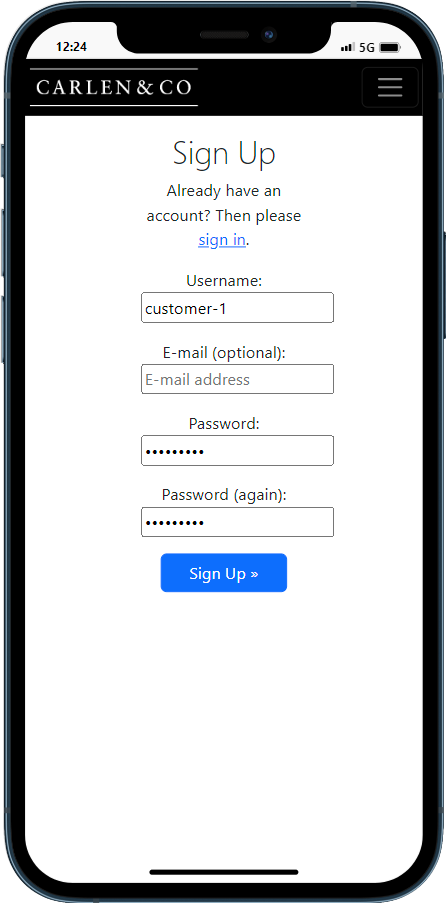 12:24
5G
CARLEN & CO
Sign Up
Already have an
account? Then please
sign in.
Username:
customer-1
E-mail (optional):
E-mail address
Password:
•••••••••
Password (again):
•••••••••
Sign Up »